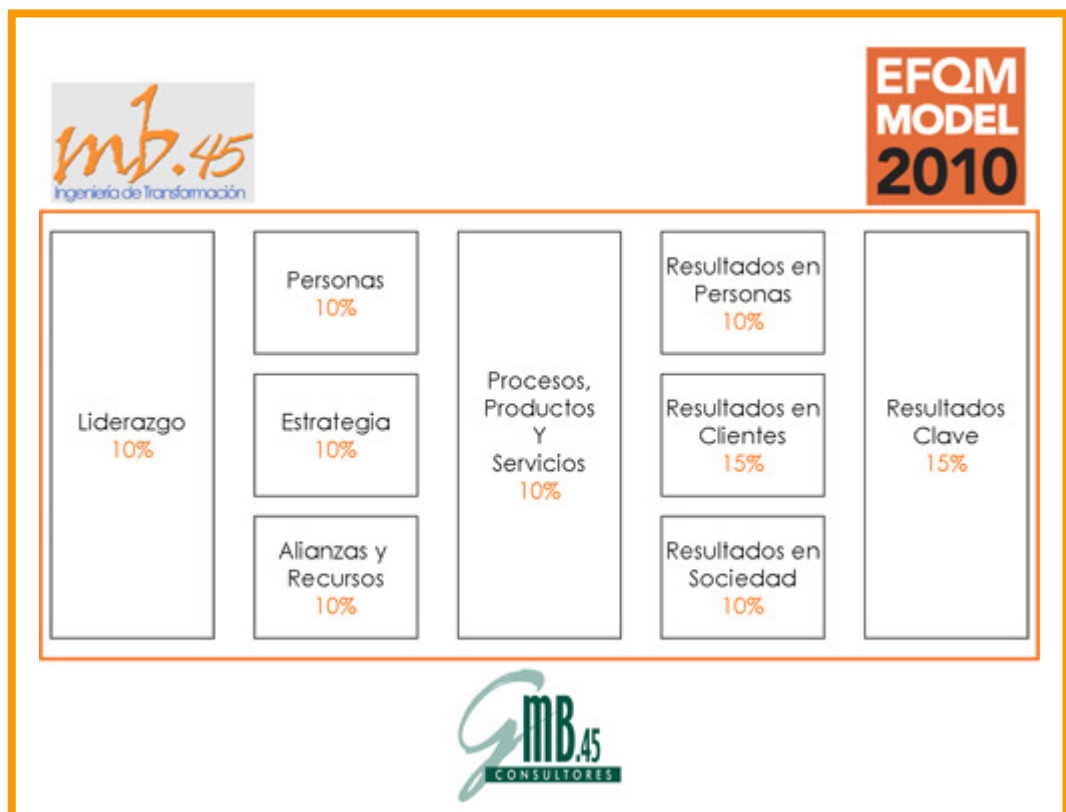 mb.45
Ingeniería de Transformación
EFQM
MODEL
2010
Liderazgo
10%
Personas
10%
Estrategia
10%
Alianzas y
Recursos
10%
Procesos,
Productos
Y
Servicios
10%
Resultados en
Personas
10%
Resultados en
Clientes
15%
Resultados en
Sociedad
10%
Resultados
Clave
15%
GMB.45
CONSULTORES